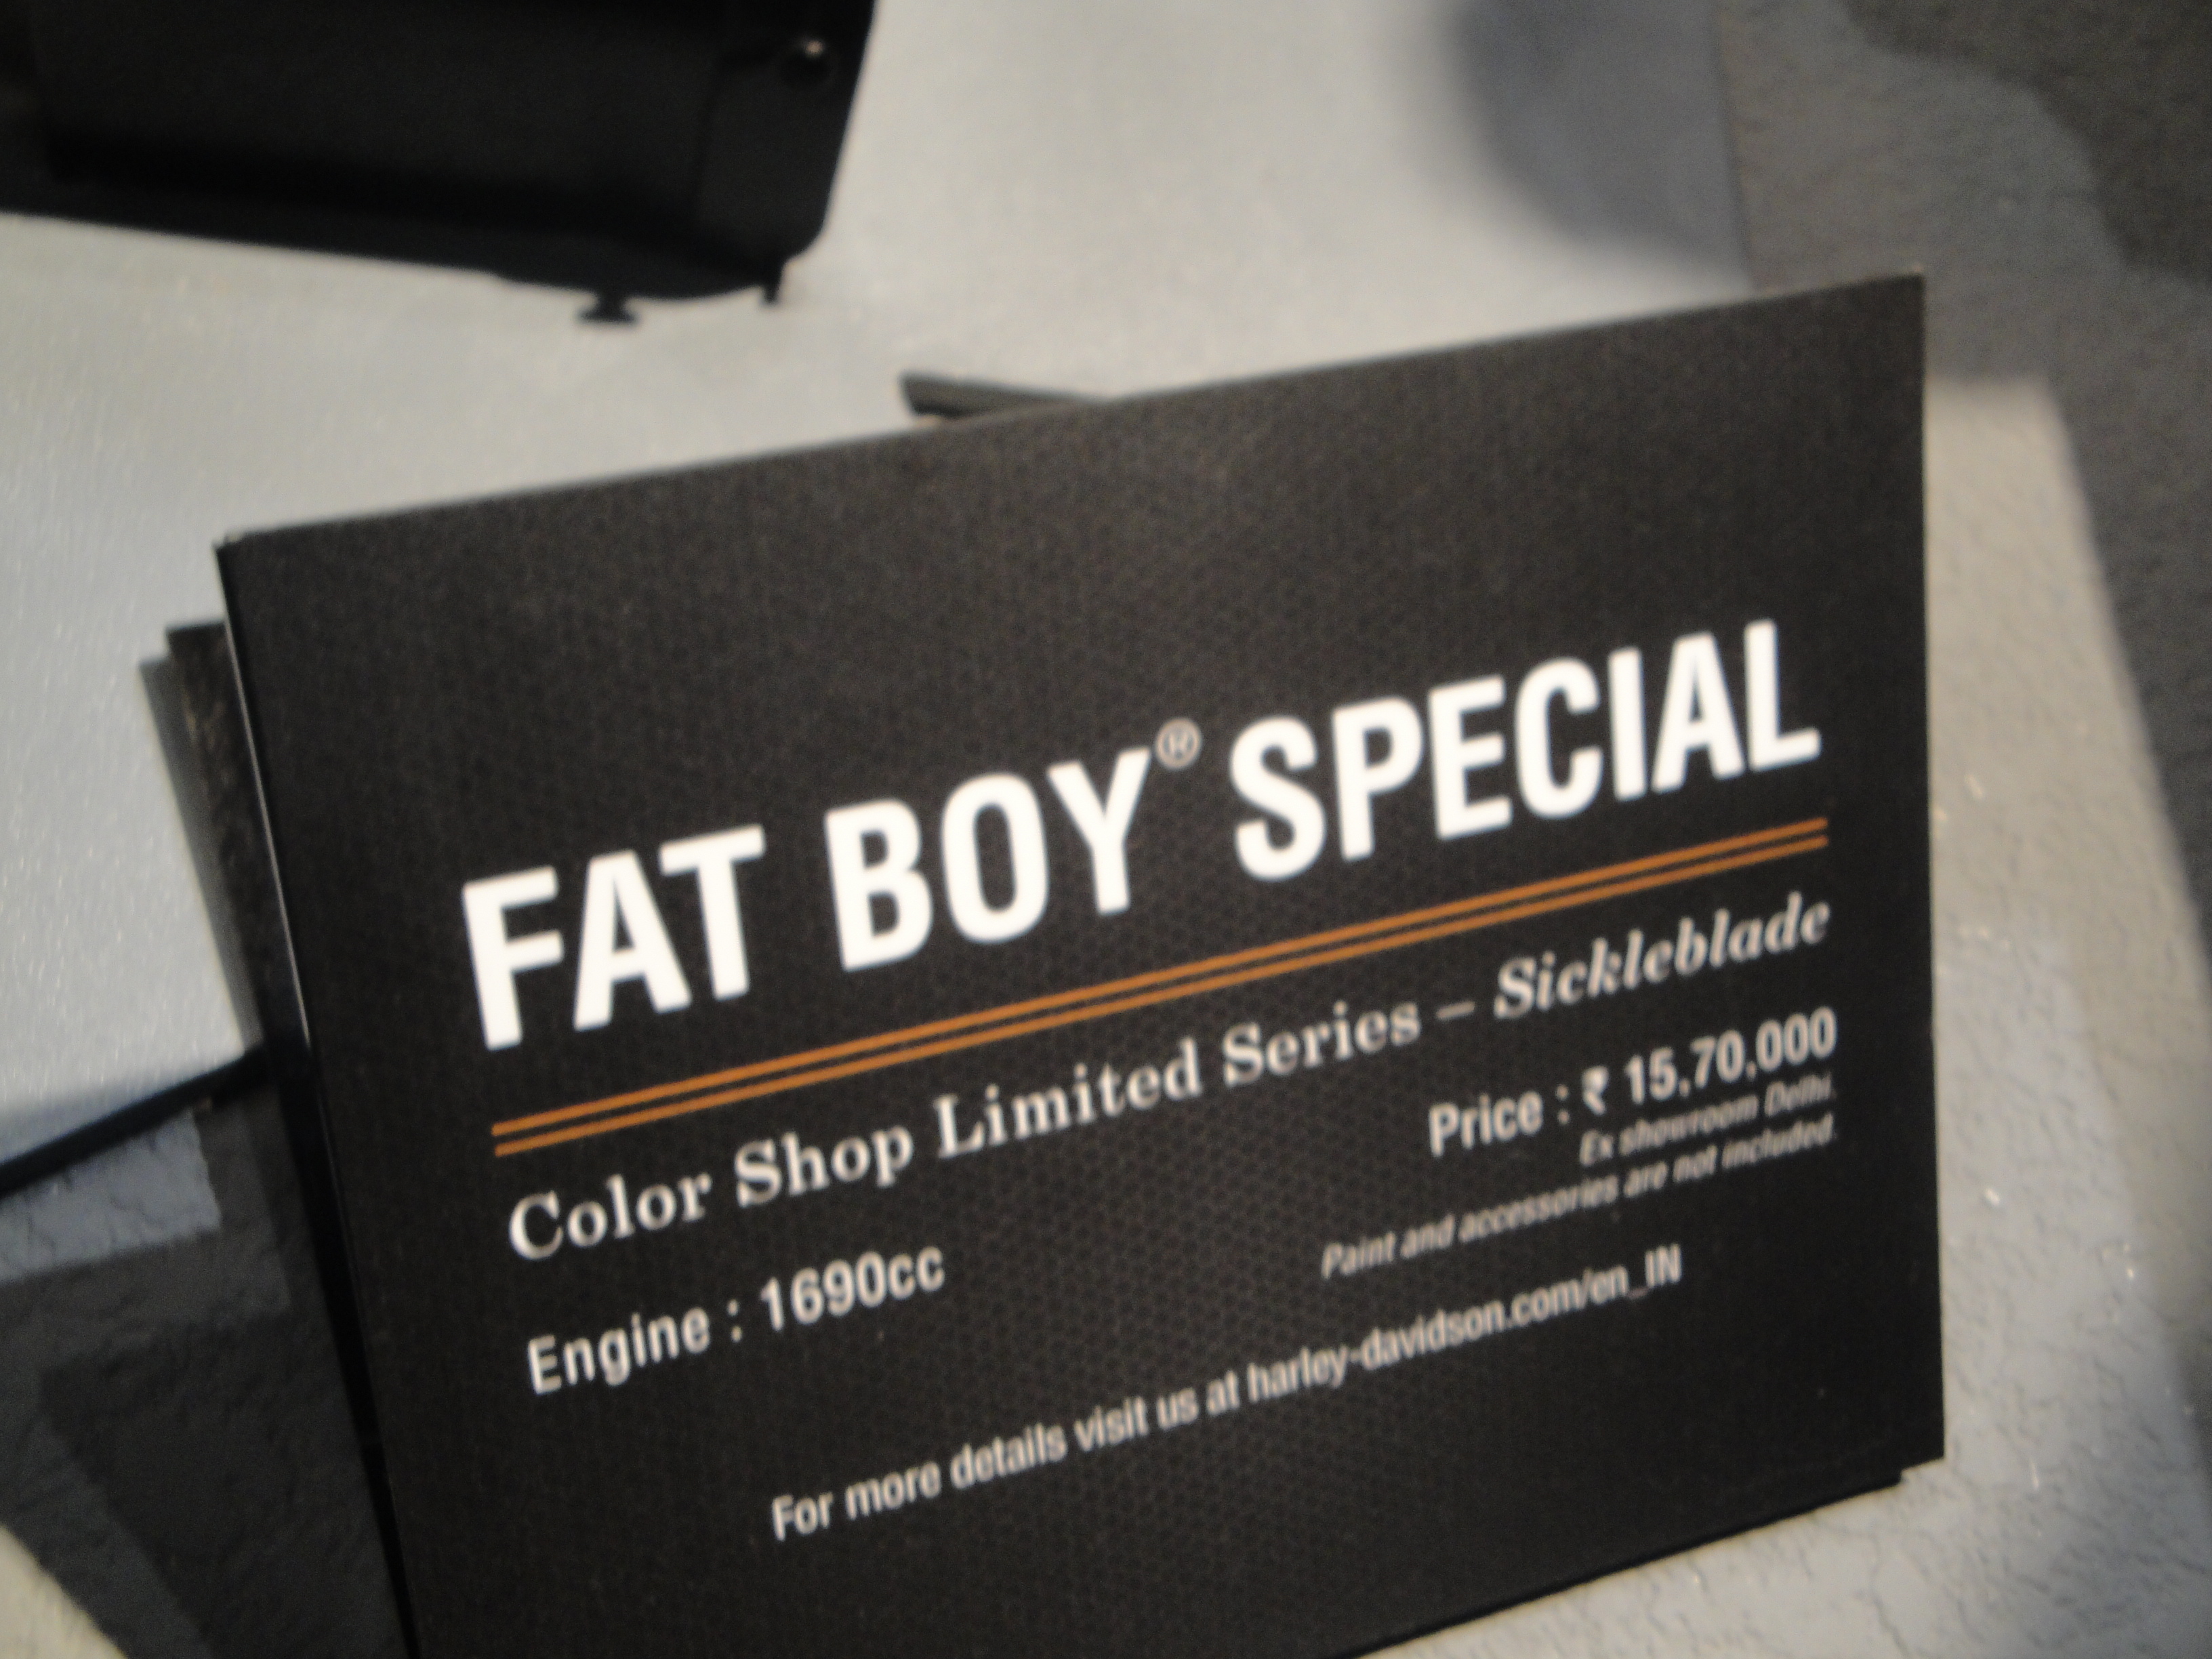 FAT BOY® SPECIAL
Color Shop Limited Series – Sickleblade
Price : ₹ 15,70,000
Ex showroom Delhi.
Paint and accessories are not included.
Engine : 1690cc
For more details visit us at harley-davidson.com/en_IN